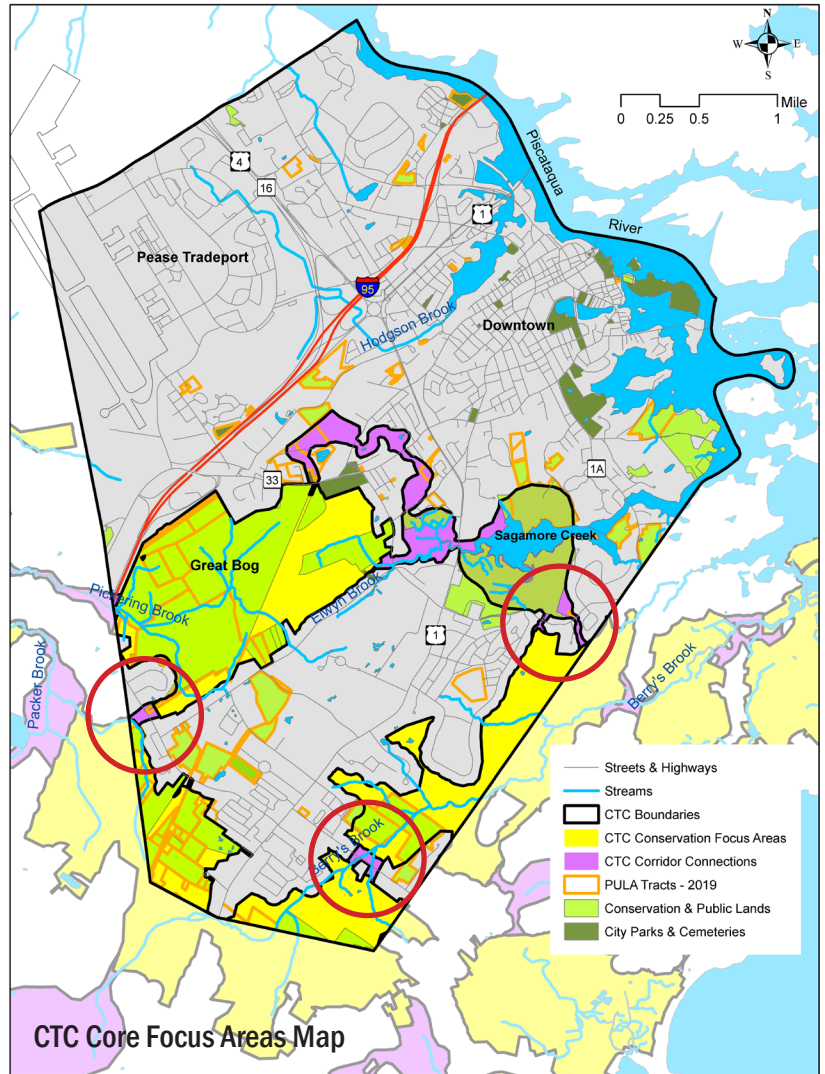 N
W E
S
Mile
0 0.25 0.5 1
Piscataqua
River
4
16
1
Pease Tradeport
95
Hodgson Brook
Downtown
33
1A
Sagamore Creek
Great Bog
Pickering Brook
Elwyn Brook
1
Packer Brook
Berry's Brook
Berry's Brook
Streets & Highways
Streams
CTC Boundaries
CTC Conservation Focus Areas
CTC Corridor Connections
PULA Tracts - 2019
Conservation & Public Lands
City Parks & Cemeteries
CTC Core Focus Areas Map